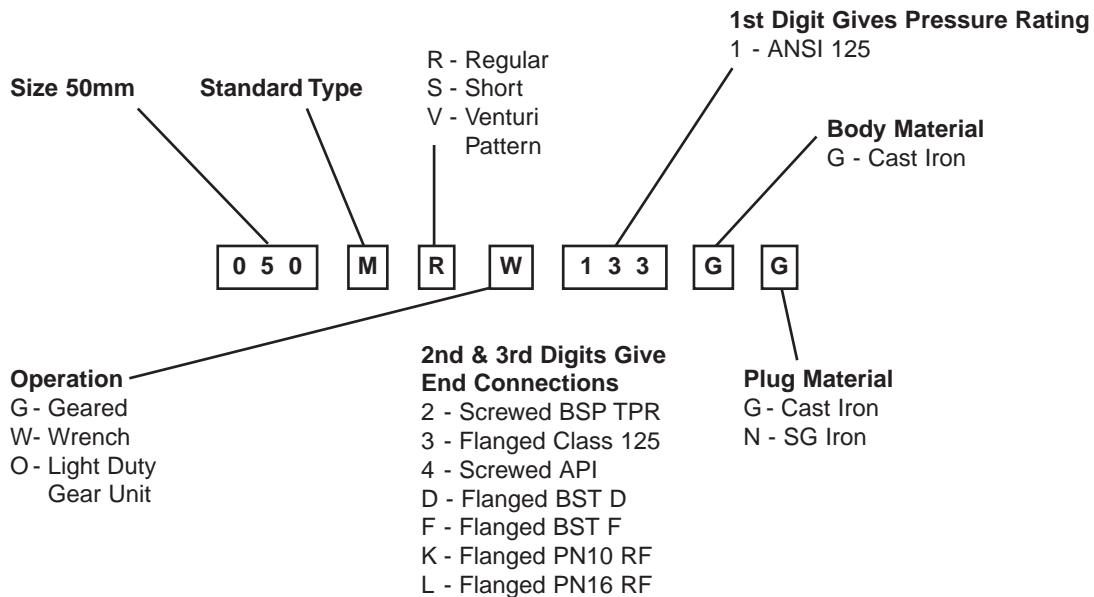 1st Digit Gives Pressure Rating
1 - ANSI 125
R - Regular
S - Short
V - Venturi
Pattern
Size 50mm
Standard Type
Body Material
G - Cast Iron
0 5 0 M R W 1 3 3 G G
Operation
G - Geared
W- Wrench
O - Light Duty
Gear Unit
2nd & 3rd Digits Give
End Connections
2 - Screwed BSP TPR
3 - Flanged Class 125
4 - Screwed API
D - Flanged BST D
F - Flanged BST F
K - Flanged PN10 RF
L - Flanged PN16 RF
Plug Material
G - Cast Iron
N - SG Iron